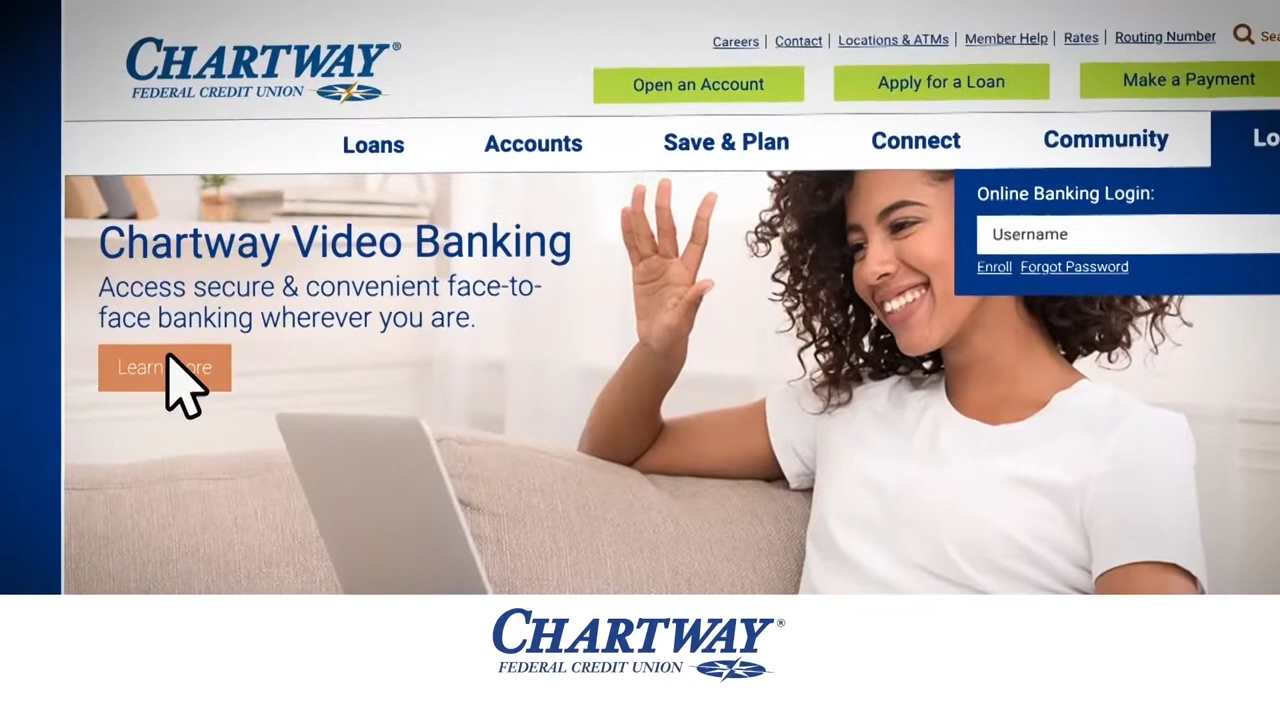 CHARTWAY®
FEDERAL CREDIT UNION
Careers | Contact | Locations & ATMs | Member Help | Rates | Routing Number
Open an Account
Apply for a Loan
Make a Payment
Loans
Accounts
Save & Plan
Connect
Community
Online Banking Login:
Username
Enroll Forgot Password
Chartway Video Banking
Access secure & convenient face-to-
face banking wherever you are.
Learn
CHARTWAY®
FEDERAL CREDIT UNION